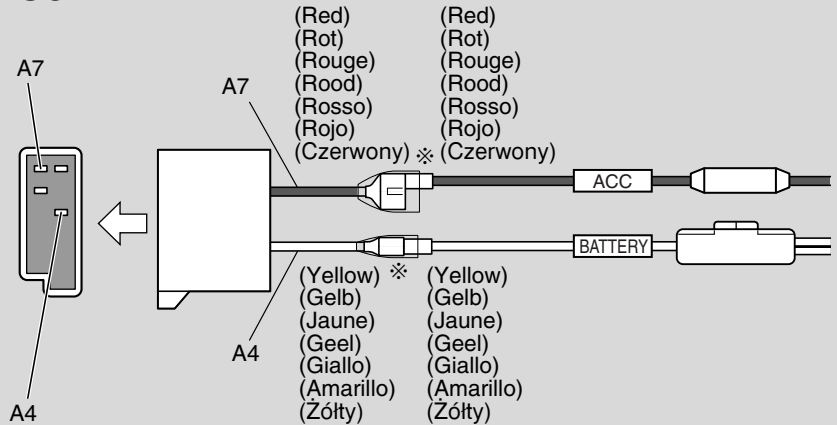 (Red) (Red)
(Rot) (Rot)
A7 (Rouge) (Rouge)
A7 (Rood) (Rood)
(Rosso) (Rosso)
(Rojo) (Rojo)
(Czerwony) ※ (Czerwony)
ACC
BATTERY
(Yellow) ※ (Yellow)
(Gelb) (Gelb)
(Jaune) (Jaune)
A4 (Geel) (Geel)
(Giallo) (Giallo)
(Amarillo) (Amarillo)
A4 (Żółty) (Żółty)